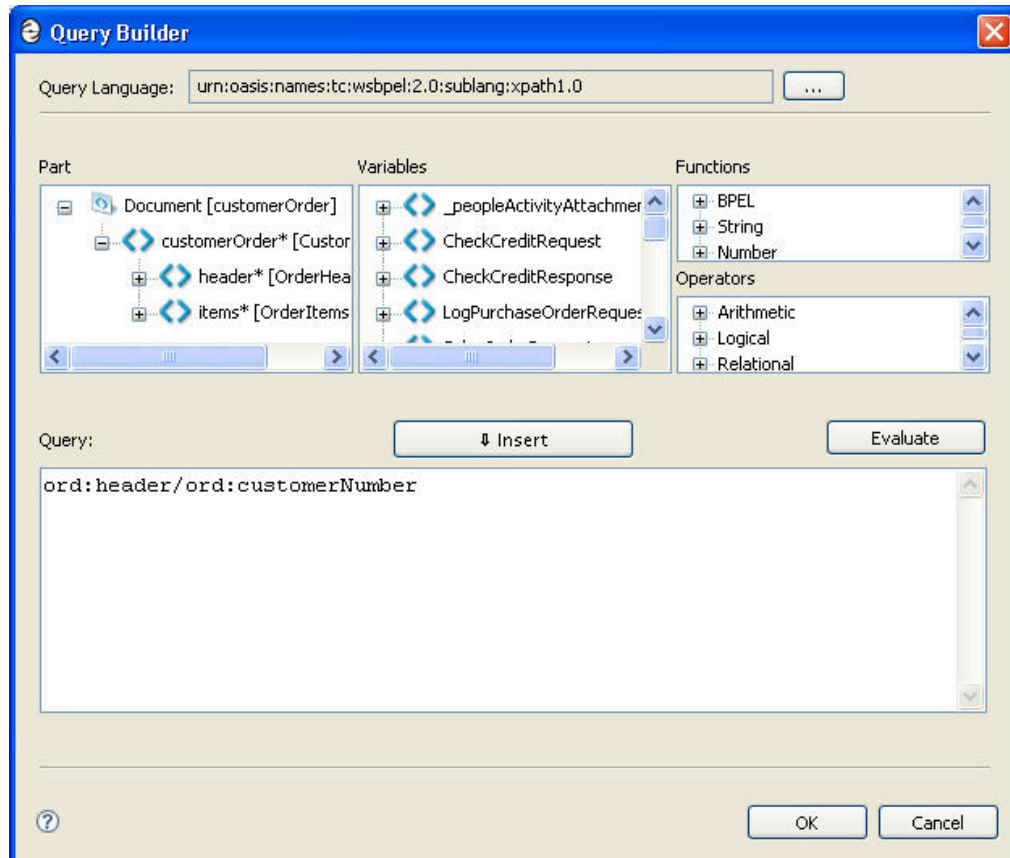 Query Builder
Query Language: urn:oasis:names:tc:wsbpel:2.0:sublang:xpath1.0 ...
Part Variables Functions
Document [customerOrder]
customerOrder* [Custor
header* [OrderHea
items* [OrderItems
_peopleActivityAttachmer
CheckCreditRequest
CheckCreditResponse
LogPurchaseOrderReques
BPEL
String
Number
Operators
Arithmetic
Logical
Relational
Query: ⇩ Insert Evaluate
ord:header/ord:customerNumber
? OK Cancel